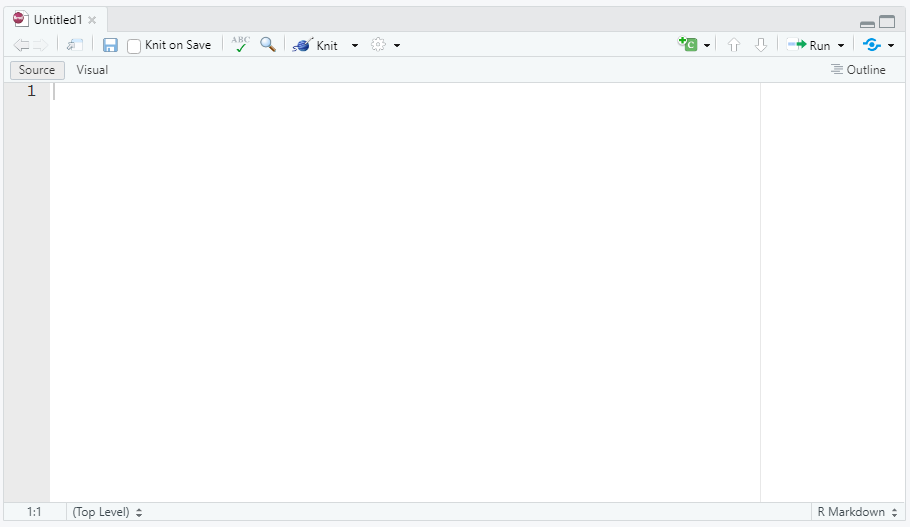 Untitled1
Knit on Save ABC Knit Run
Source Visual Outline
1
1:1 (Top Level) R Markdown